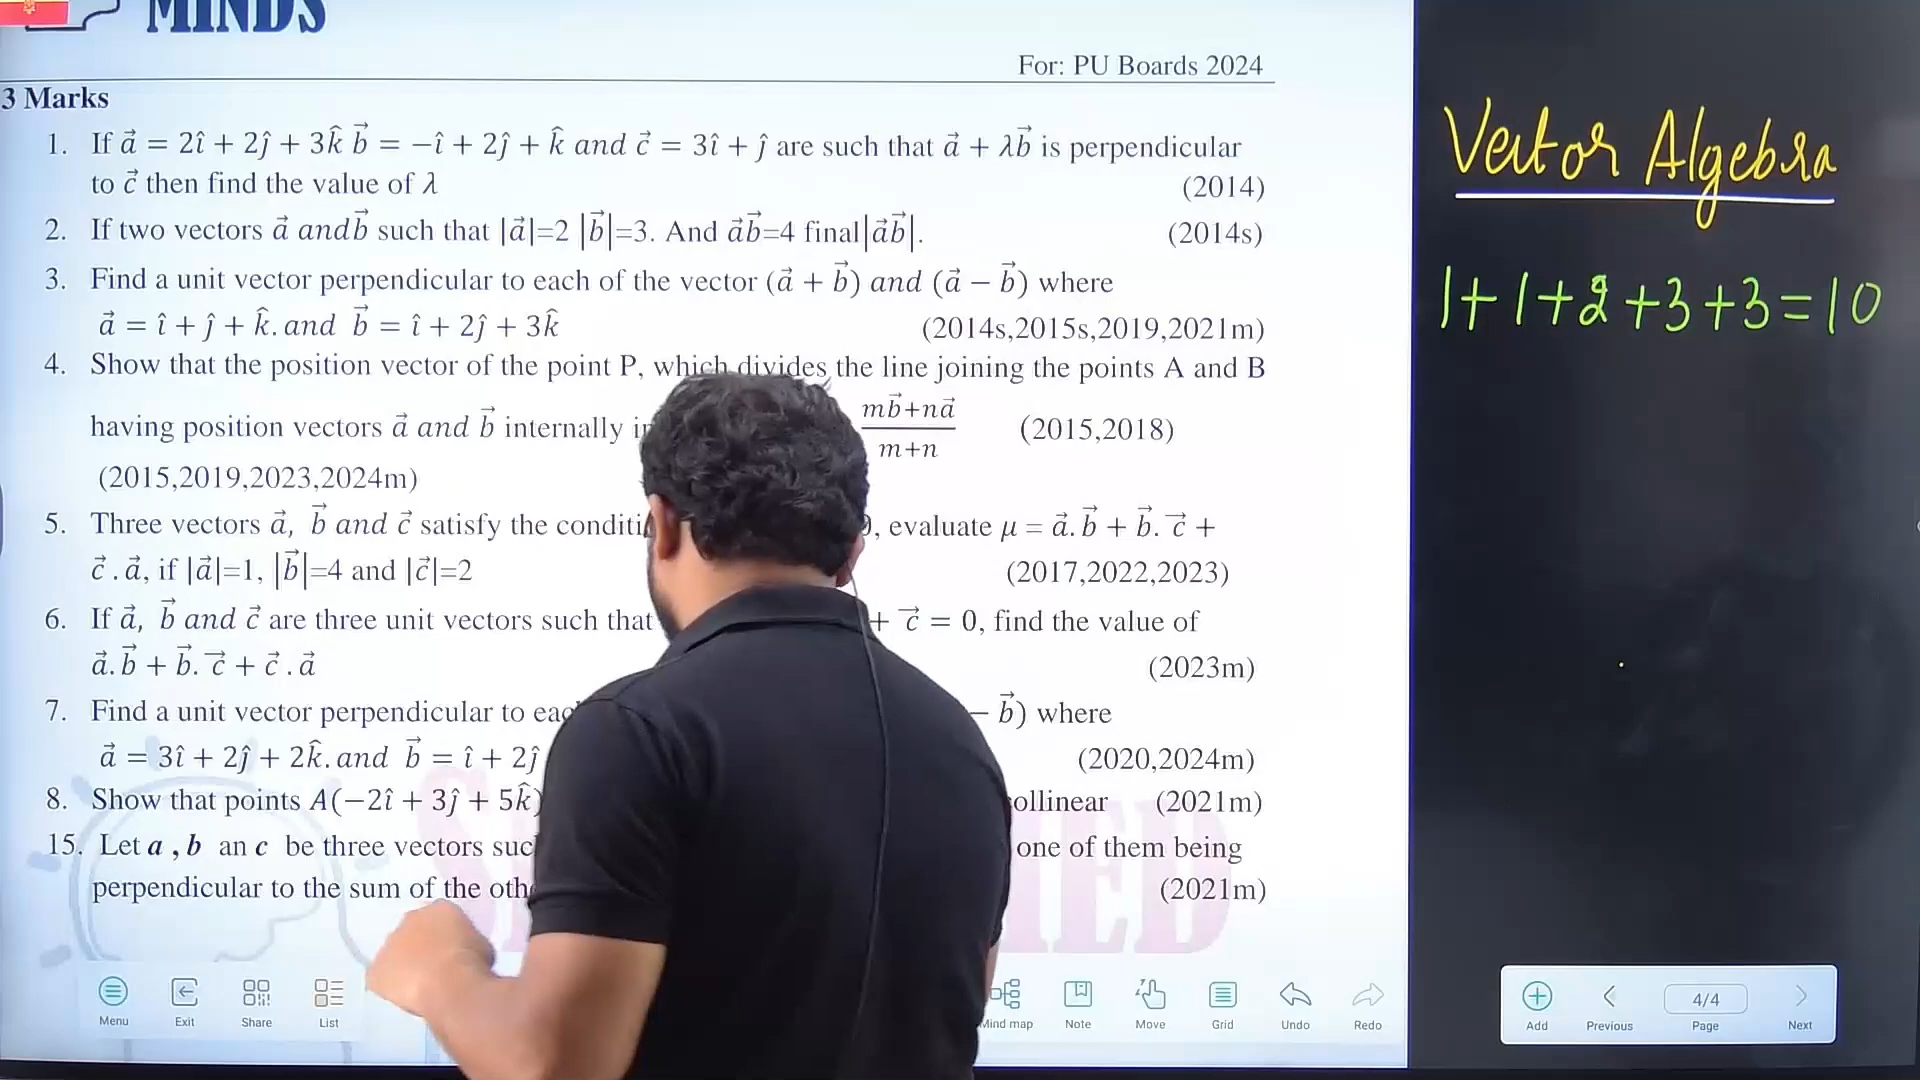 MINDS
For: PU Boards 2024
3 Marks
1. If a⃗ = 2î + 2ĵ + 3k̂ b⃗ = −î + 2ĵ + k̂ and c⃗ = 3î + ĵ are such that a⃗ + λb⃗ is perpendicular
to c⃗ then find the value of λ (2014)
2. If two vectors a⃗ andb⃗ such that |a⃗|=2 |b⃗|=3. And a⃗b⃗=4 final|a⃗b⃗|. (2014s)
3. Find a unit vector perpendicular to each of the vector (a⃗ + b⃗) and (a⃗ − b⃗) where
a⃗ = î + ĵ + k̂. and b⃗ = î + 2ĵ + 3k̂ (2014s,2015s,2019,2021m)
4. Show that the position vector of the point P, which divides the line joining the points A and B
having position vectors a⃗ and b⃗ internally mb⃗+na⃗/m+n (2015,2018)
(2015,2019,2023,2024m)
5. Three vectors a⃗, b⃗ and c⃗ satisfy the , evaluate μ = a⃗.b⃗ + b⃗. c⃗ +
c⃗ . a⃗, if |a⃗|=1, |b⃗|=4 and |c⃗|=2 (2017,2022,2023)
6. If a⃗, b⃗ and c⃗ are three unit vectors such that + c⃗ = 0, find the value of
a⃗.b⃗ + b⃗. c⃗ + c⃗ . a⃗ (2023m)
7. Find a unit vector perpendicular to − b⃗) where
a⃗ = 3î + 2ĵ + 2k̂. and b⃗ = î + 2ĵ (2020,2024m)
8. Show that points A(−2î + 3ĵ + 5k̂) ollinear (2021m)
15. Let a , b an c be three vectors one of them being
perpendicular to the sum of the (2021m)
Menu Exit Share List Mind map Note Move Grid Undo Redo
Vector Algebra
1+1+2+3+3=10
4/4
Add Previous Page Next